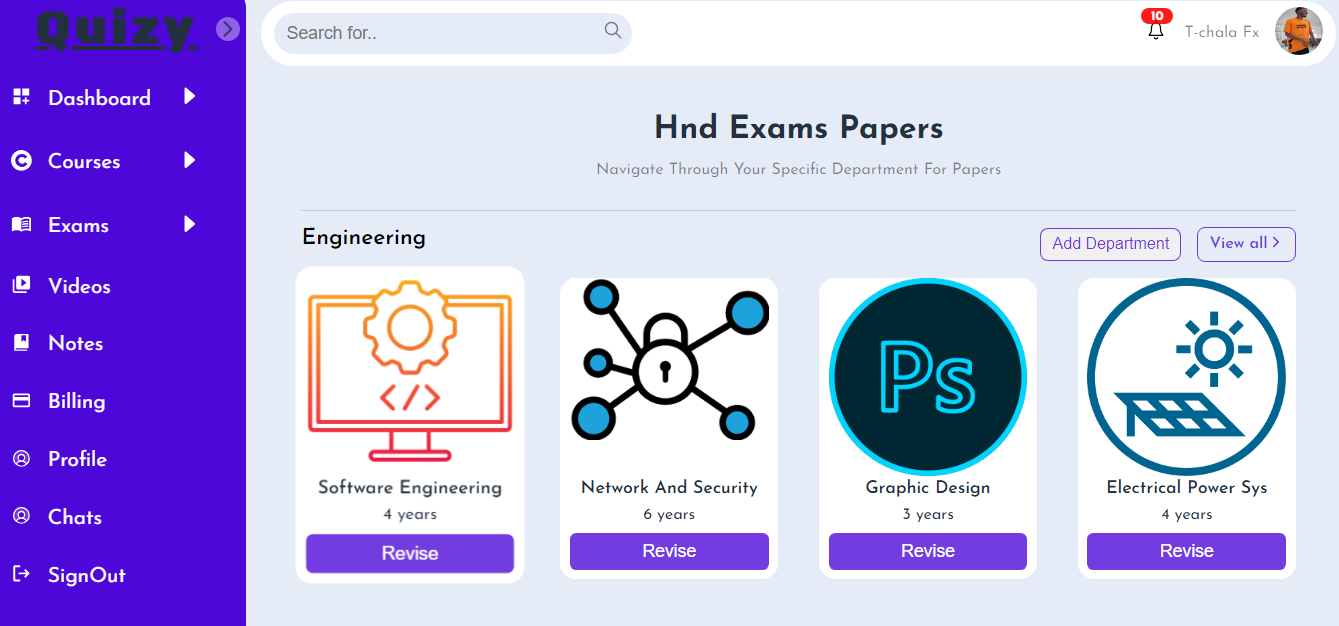 Quizy
Search for..
10
T-chala Fx
Dashboard
Courses
Exams
Videos
Notes
Billing
Profile
Chats
SignOut
Hnd Exams Papers
Navigate Through Your Specific Department For Papers
Engineering
Add Department
View all
</>
Software Engineering
4 years
Revise
Network And Security
6 years
Revise
Ps
Graphic Design
3 years
Revise
Electrical Power Sys
4 years
Revise